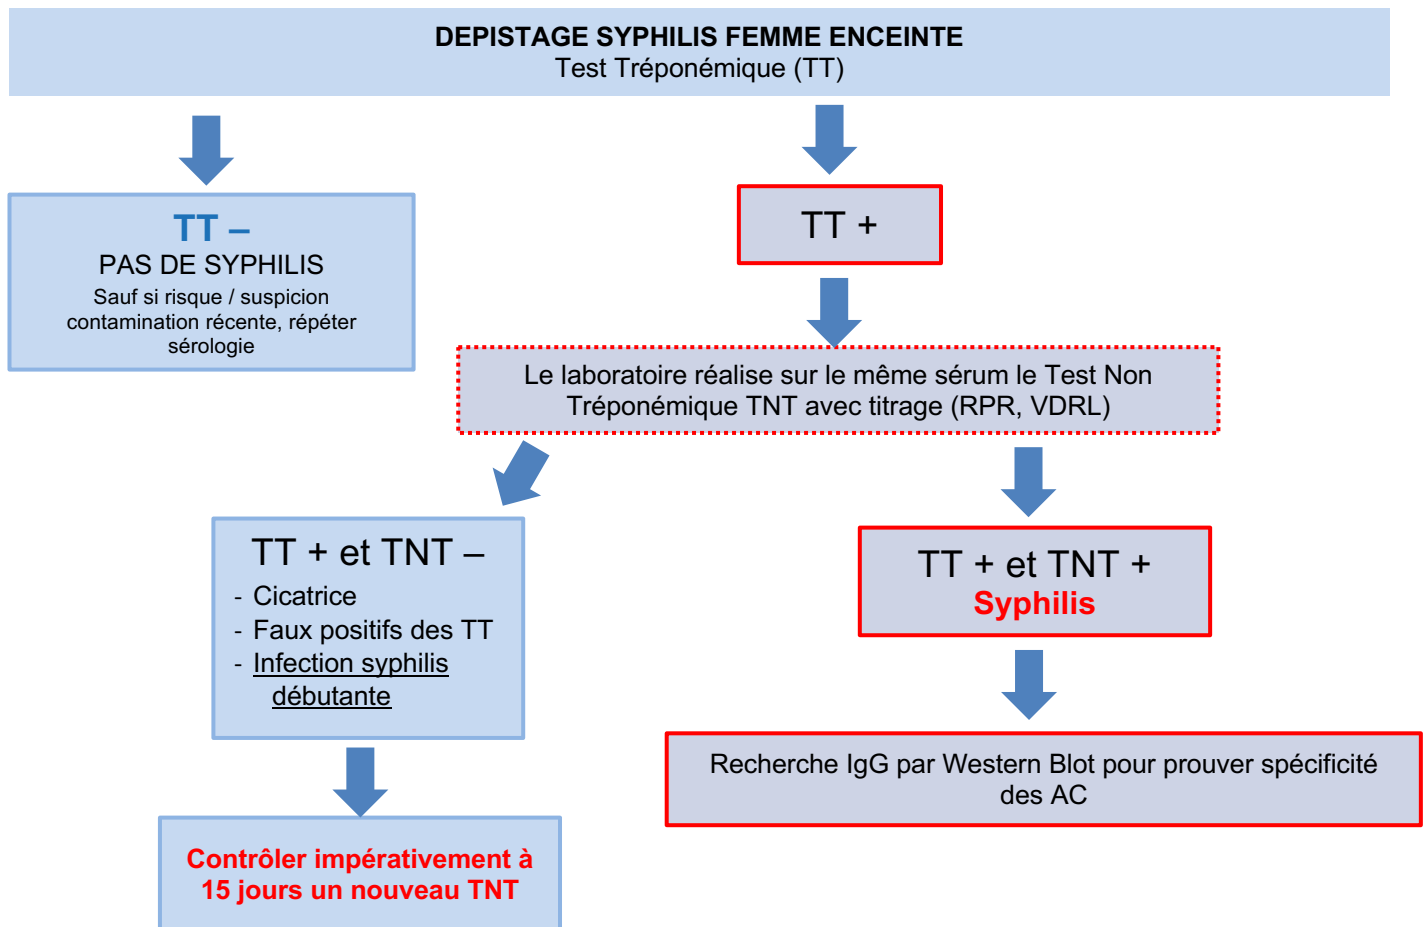 DEPISTAGE SYPHILIS FEMME ENCEINTE
Test Tréponémique (TT)
TT –
PAS DE SYPHILIS
Sauf si risque / suspicion
contamination récente, répéter
sérologie
TT +
Le laboratoire réalise sur le même sérum le Test Non
Tréponémique TNT avec titrage (RPR, VDRL)
TT + et TNT –
- Cicatrice
- Faux positifs des TT
- Infection syphilis
débutante
TT + et TNT +
Syphilis
Contrôler impérativement à
15 jours un nouveau TNT
Recherche IgG par Western Blot pour prouver spécificité
des AC